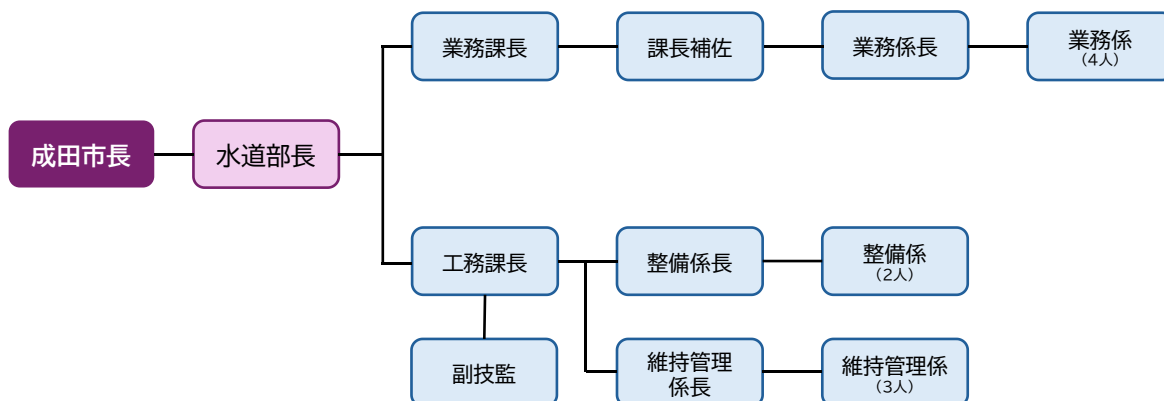 業務課長
課長補佐
業務係長
業務係
（4人）
成田市長
水道部長
工務課長
整備係長
整備係
（2人）
副技監
維持管理
係長
維持管理係
（3人）